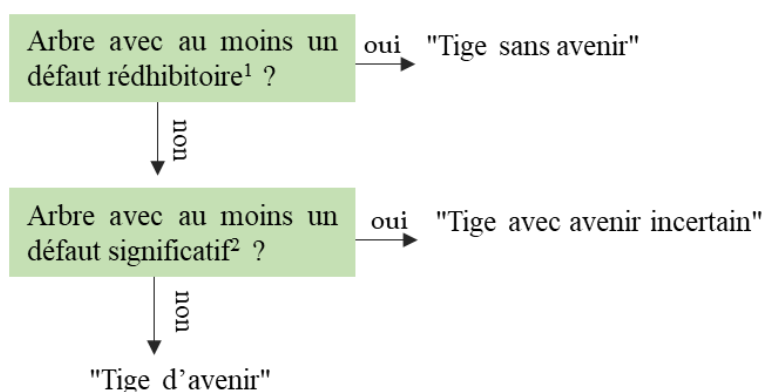 Arbre avec au moins un
défaut rédhibitoire¹ ?
oui
"Tige sans avenir"
non
Arbre avec au moins un
défaut significatif² ?
oui
"Tige avec avenir incertain"
non
"Tige d’avenir"